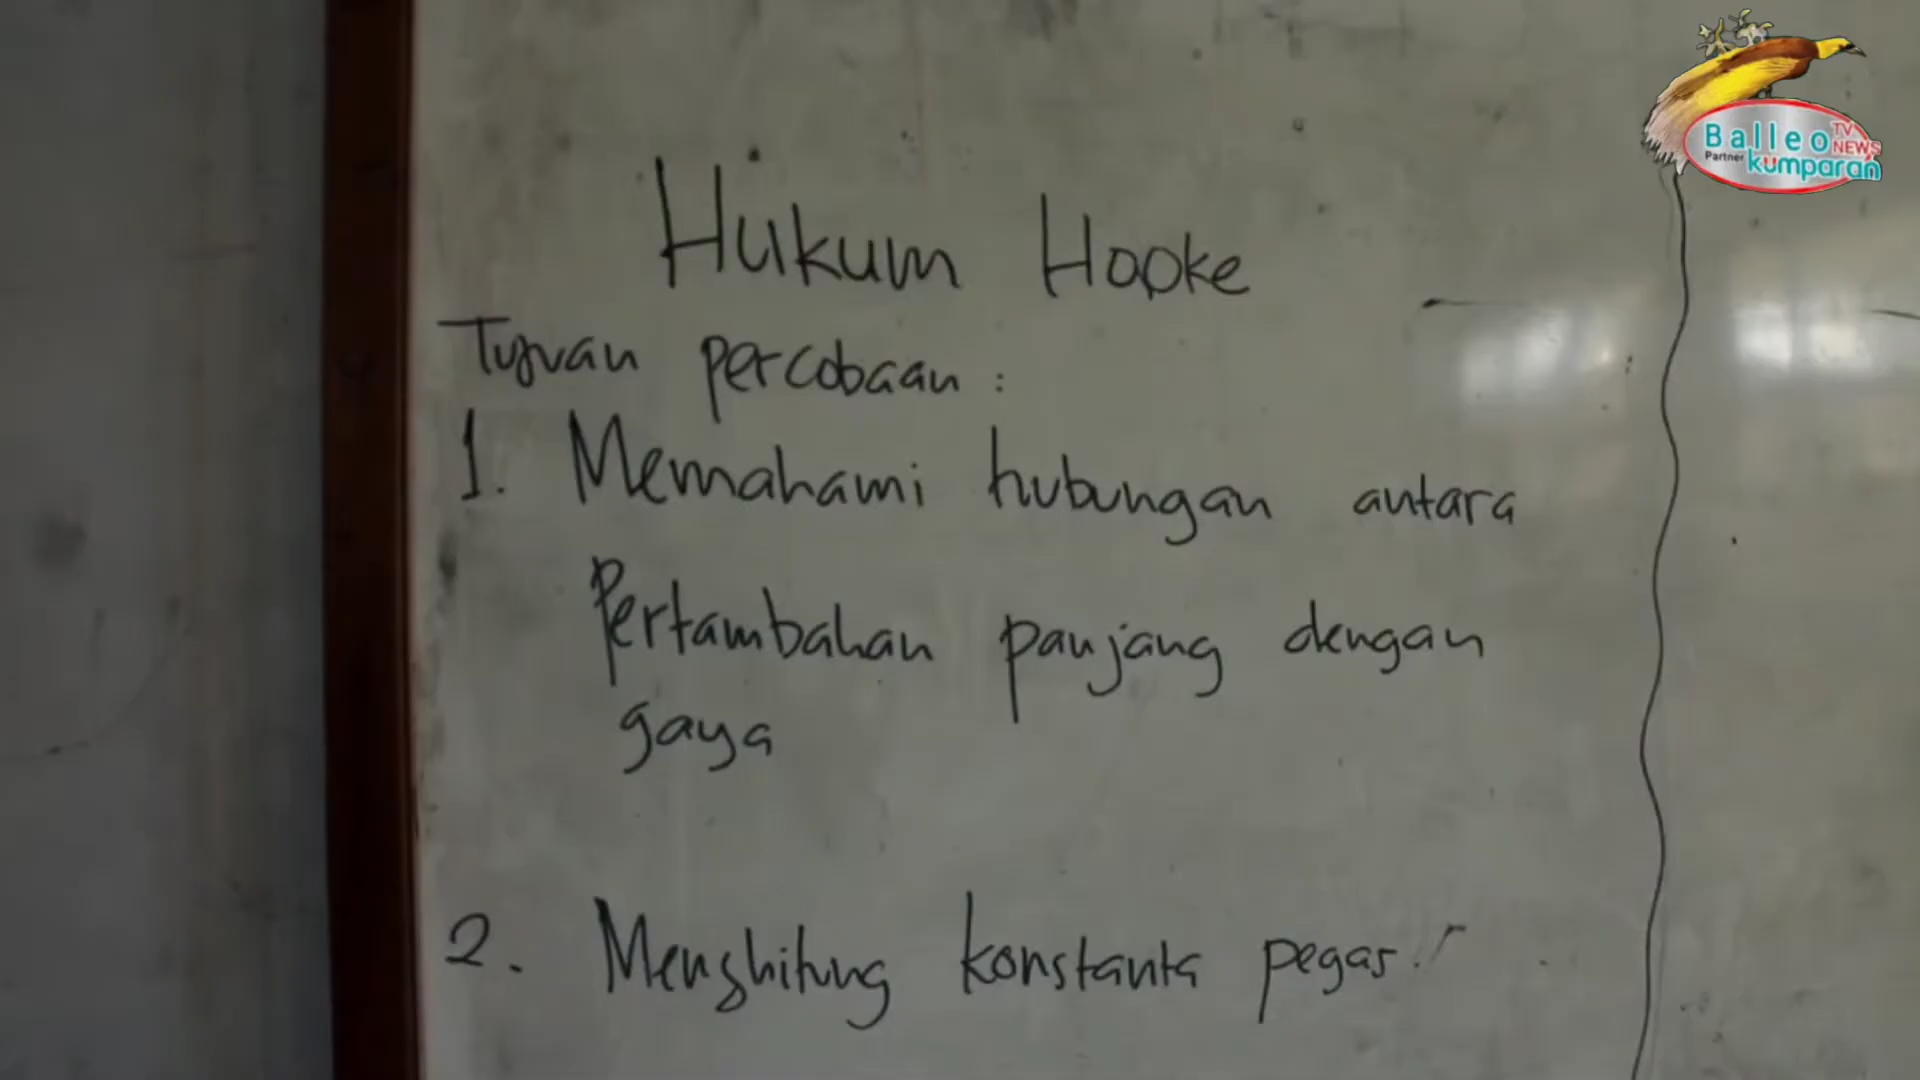 Balleo TV
NEWS
Partner kumparan
Hukum Hooke
Tujuan percobaan :
1. Memahami hubungan antara
Pertambahan panjang dengan
gaya
2. Menghitung konstanta pegas